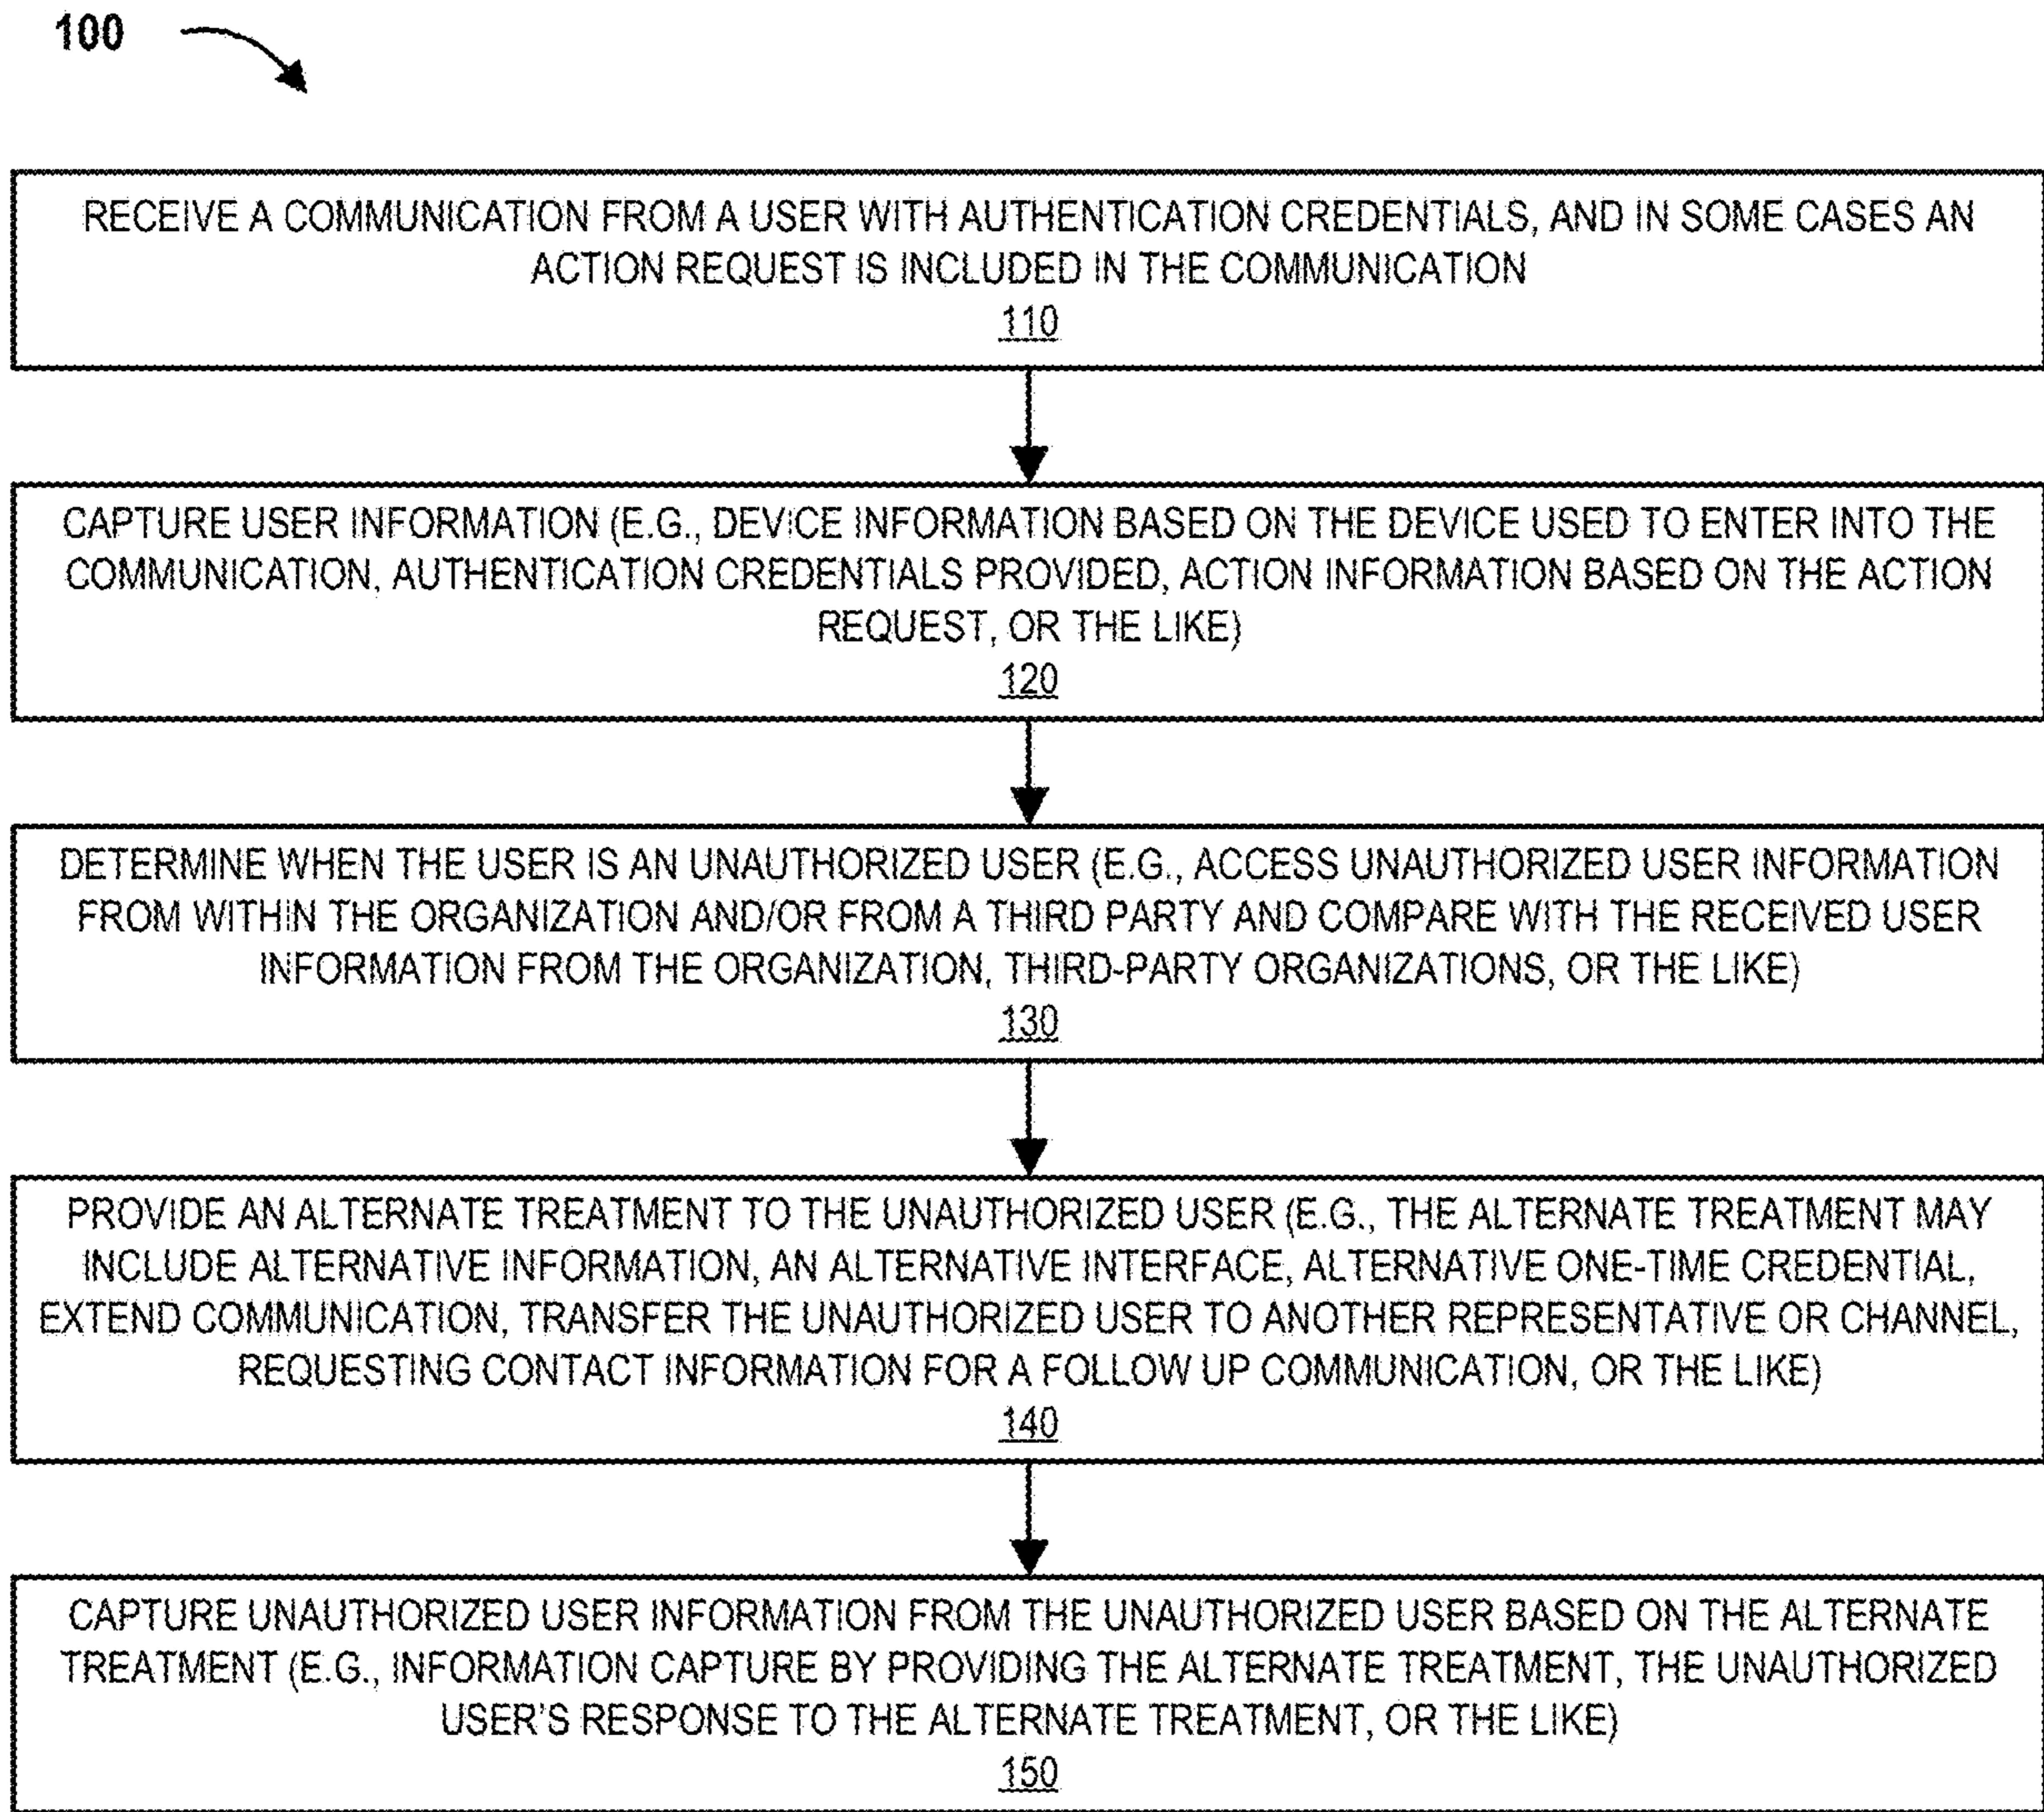 100
RECEIVE A COMMUNICATION FROM A USER WITH AUTHENTICATION CREDENTIALS, AND IN SOME CASES AN
ACTION REQUEST IS INCLUDED IN THE COMMUNICATION
110
CAPTURE USER INFORMATION (E.G., DEVICE INFORMATION BASED ON THE DEVICE USED TO ENTER INTO THE
COMMUNICATION, AUTHENTICATION CREDENTIALS PROVIDED, ACTION INFORMATION BASED ON THE ACTION
REQUEST, OR THE LIKE)
120
DETERMINE WHEN THE USER IS AN UNAUTHORIZED USER (E.G., ACCESS UNAUTHORIZED USER INFORMATION
FROM WITHIN THE ORGANIZATION AND/OR FROM A THIRD PARTY AND COMPARE WITH THE RECEIVED USER
INFORMATION FROM THE ORGANIZATION, THIRD-PARTY ORGANIZATIONS, OR THE LIKE)
130
PROVIDE AN ALTERNATE TREATMENT TO THE UNAUTHORIZED USER (E.G., THE ALTERNATE TREATMENT MAY
INCLUDE ALTERNATIVE INFORMATION, AN ALTERNATIVE INTERFACE, ALTERNATIVE ONE-TIME CREDENTIAL,
EXTEND COMMUNICATION, TRANSFER THE UNAUTHORIZED USER TO ANOTHER REPRESENTATIVE OR CHANNEL,
REQUESTING CONTACT INFORMATION FOR A FOLLOW UP COMMUNICATION, OR THE LIKE)
140
CAPTURE UNAUTHORIZED USER INFORMATION FROM THE UNAUTHORIZED USER BASED ON THE ALTERNATE
TREATMENT (E.G., INFORMATION CAPTURE BY PROVIDING THE ALTERNATE TREATMENT, THE UNAUTHORIZED
USER'S RESPONSE TO THE ALTERNATE TREATMENT, OR THE LIKE)
150